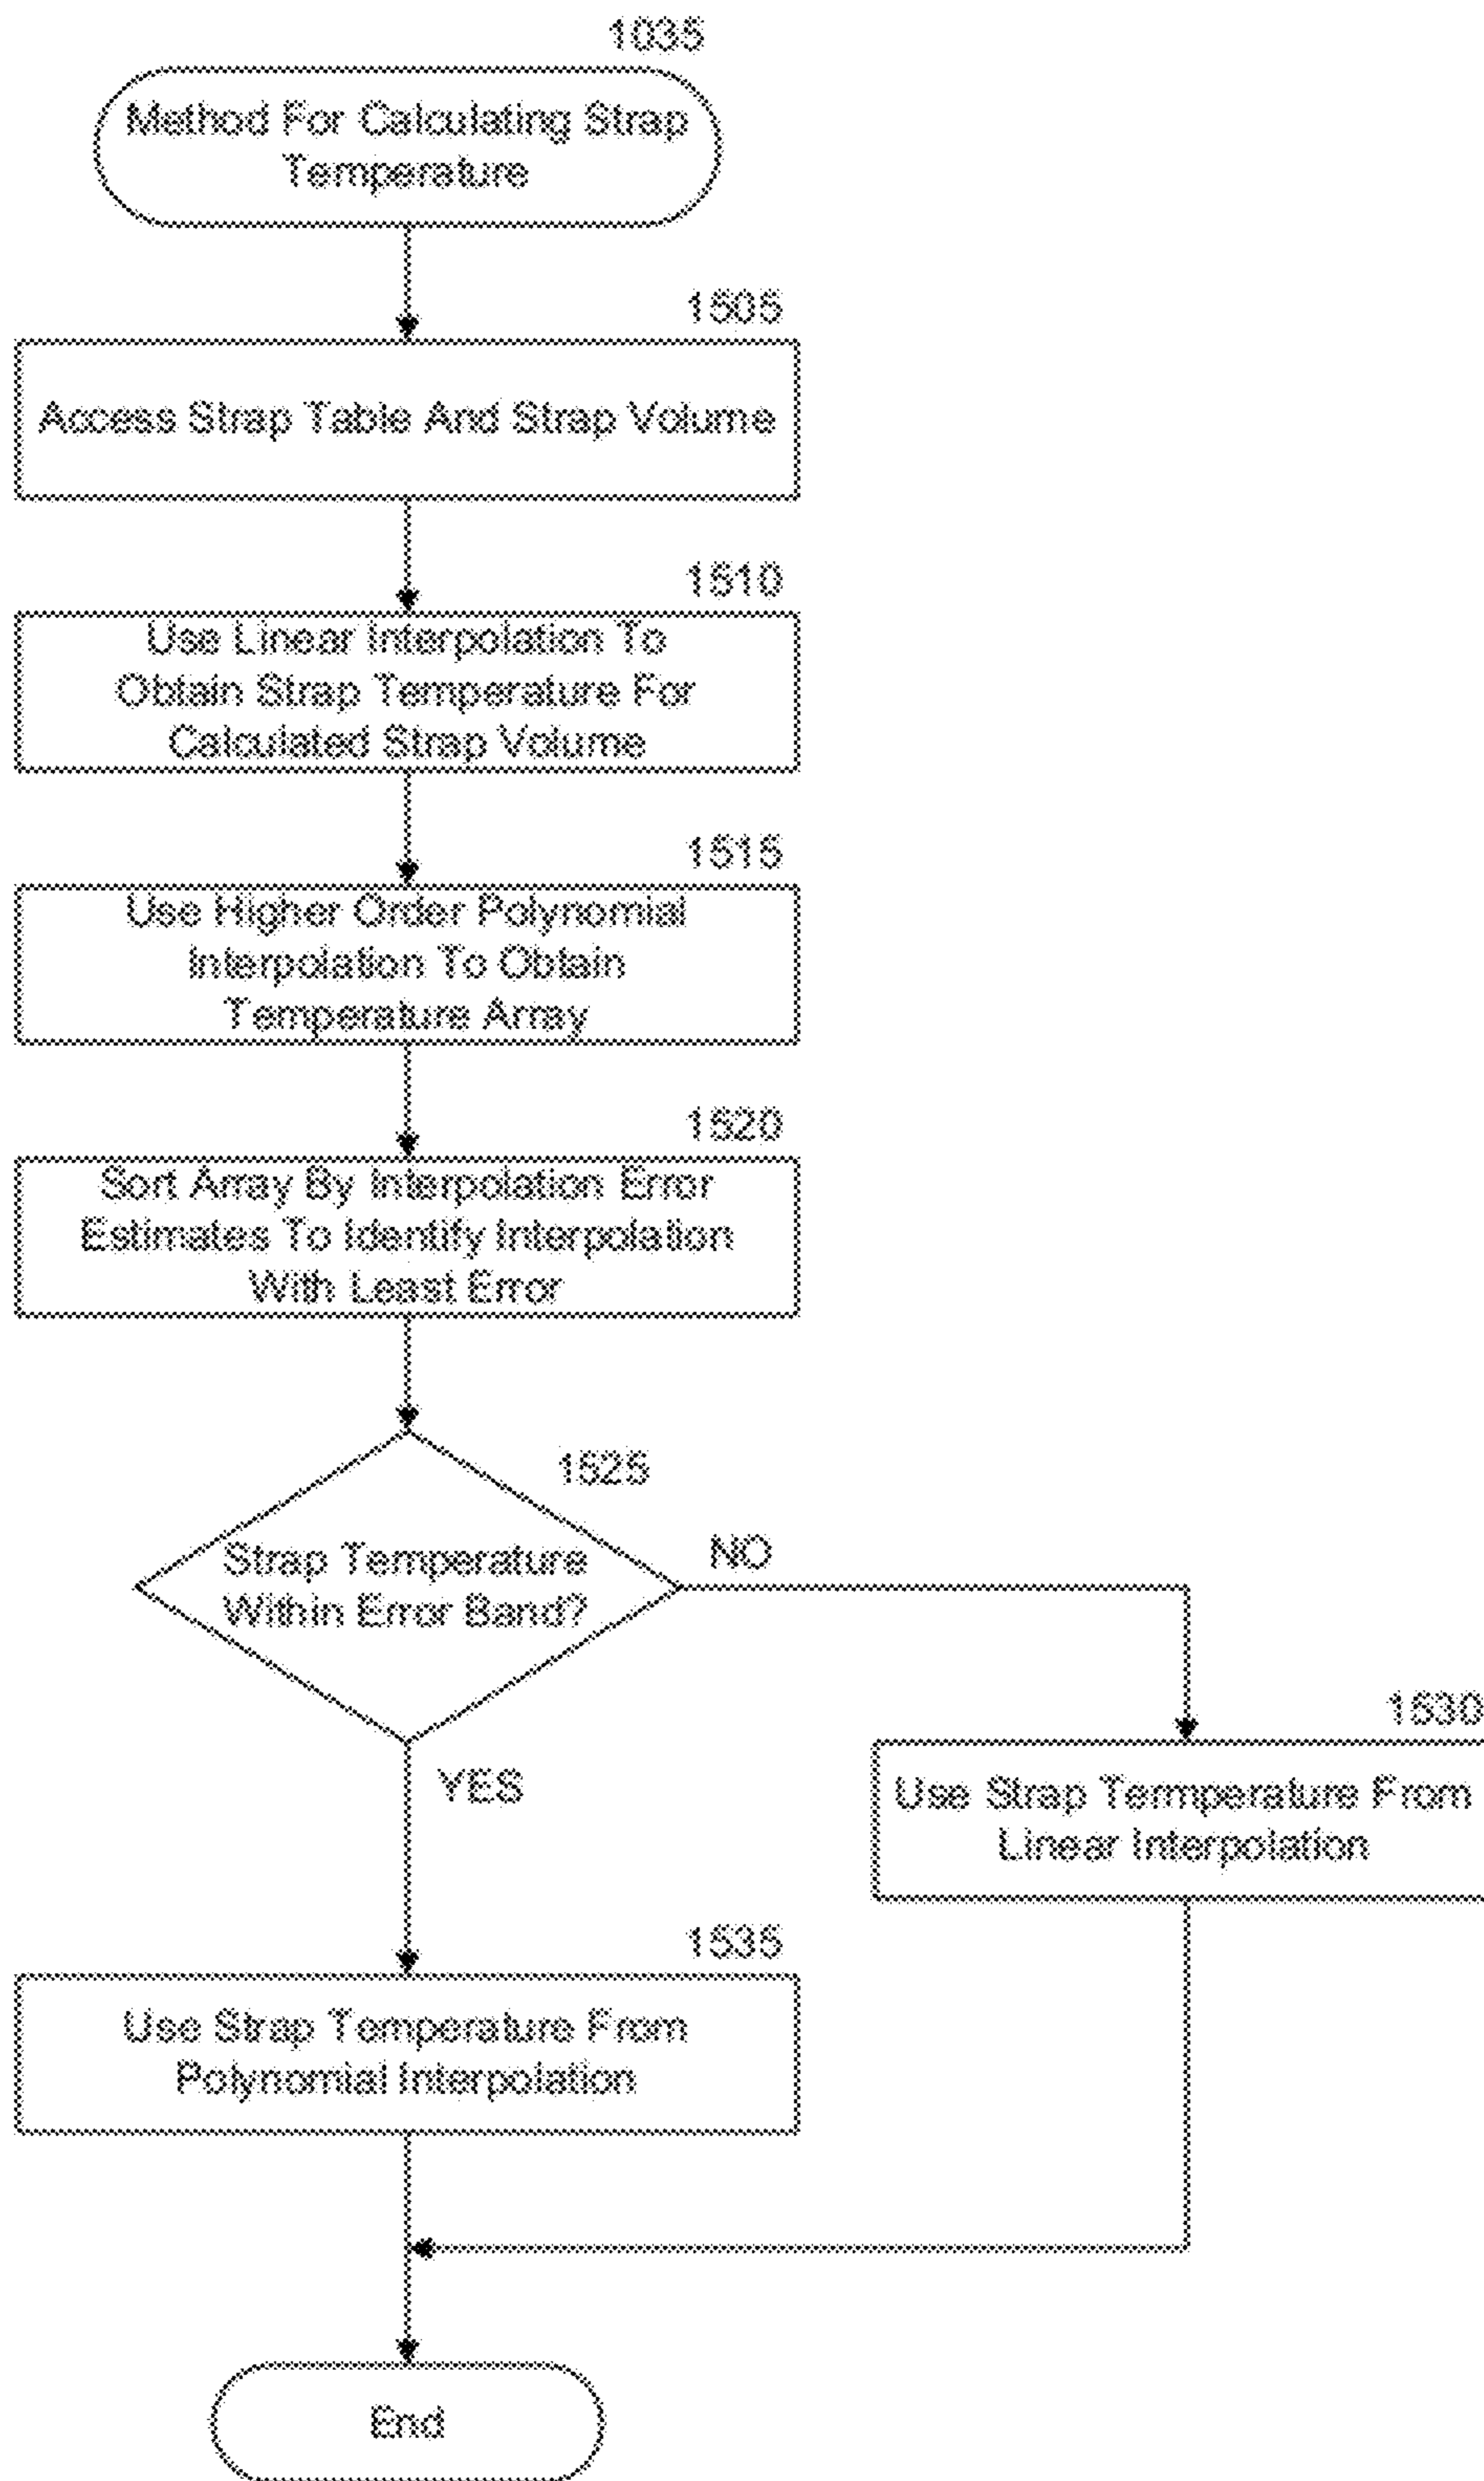 1035
Method For Calculating Strap
Temperature
1505
Access Strap Table And Strap Volume
1510
Use Linear Interpolation To
Obtain Strap Temperature For
Calculated Strap Volume
1515
Use Higher Order Polynomial
Interpolation To Obtain
Temperature Array
1520
Sort Array By Interpolation Error
Estimates To Identify Interpolation
With Least Error
1525
Strap Temperature
Within Error Band?
NO
YES
1530
Use Strap Termperature From
Linear Interpolation
1535
Use Strap Temperature From
Polynomial Interpolation
End